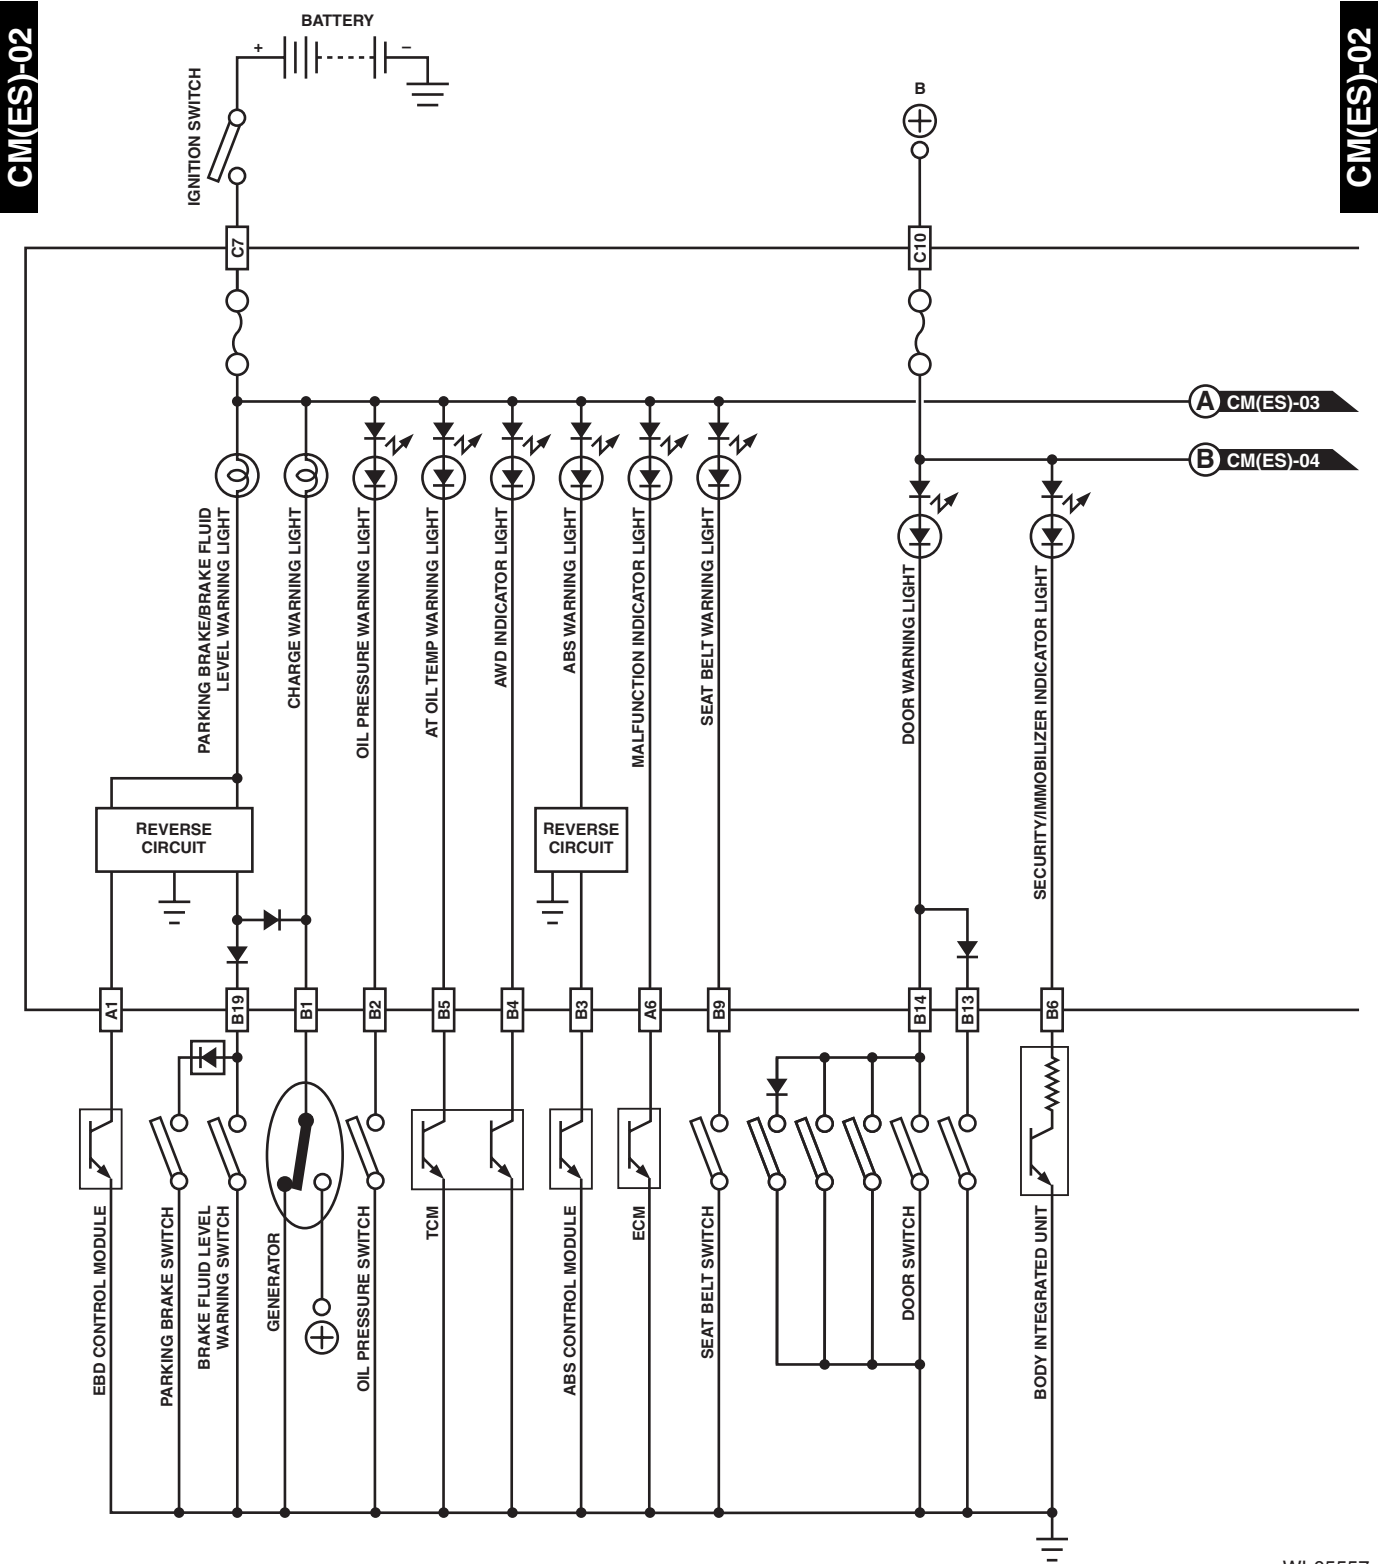 CM(ES)-02
CM(ES)-02
BATTERY
+
–
IGNITION SWITCH
B
C7
C10
A CM(ES)-03
B CM(ES)-04
PARKING BRAKE/BRAKE FLUID
LEVEL WARNING LIGHT
CHARGE WARNING LIGHT
OIL PRESSURE WARNING LIGHT
AT OIL TEMP WARNING LIGHT
AWD INDICATOR LIGHT
ABS WARNING LIGHT
MALFUNCTION INDICATOR LIGHT
SEAT BELT WARNING LIGHT
DOOR WARNING LIGHT
SECURITY/IMMOBILIZER INDICATOR LIGHT
REVERSE
CIRCUIT
REVERSE
CIRCUIT
A1
B19
B1
B2
B5
B4
B3
A6
B9
B14
B13
B6
EBD CONTROL MODULE
PARKING BRAKE SWITCH
BRAKE FLUID LEVEL
WARNING SWITCH
GENERATOR
OIL PRESSURE SWITCH
TCM
ABS CONTROL MODULE
ECM
SEAT BELT SWITCH
DOOR SWITCH
BODY INTEGRATED UNIT